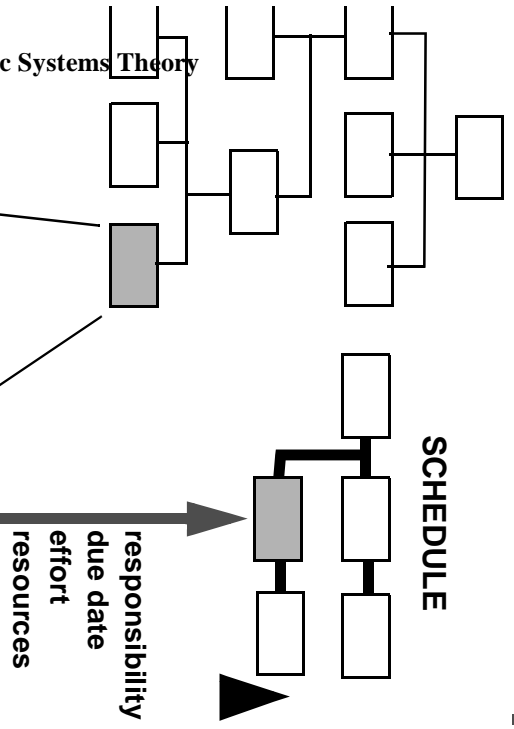 c Systems Theory
SCHEDULE
responsibility
due date
effort
resources